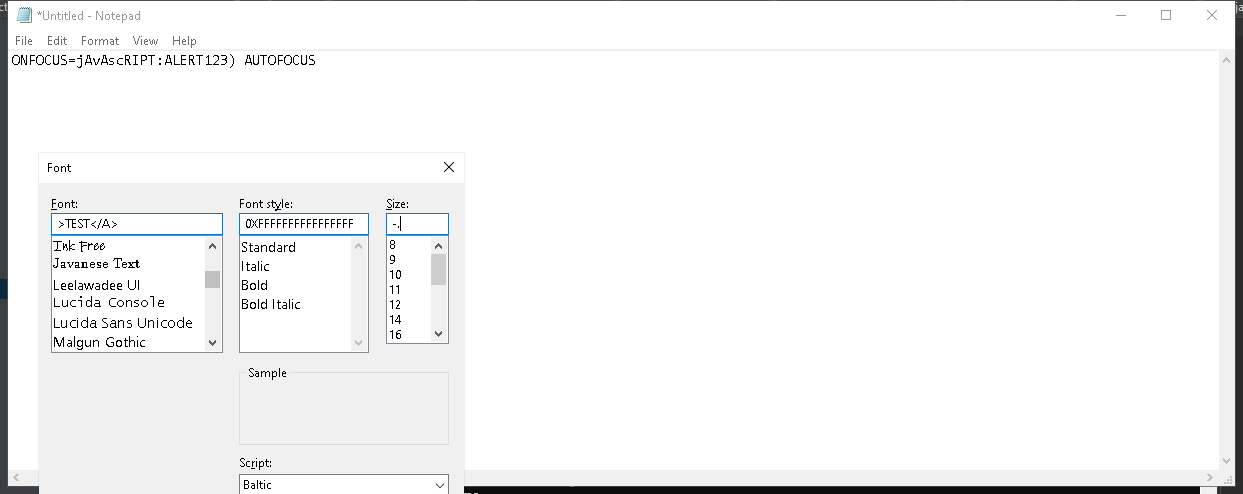 *Untitled - Notepad
File Edit Format View Help
ONFOCUS=jAvAscRIPT:ALERT123) AUTOFOCUS
Font
Font: Font style: Size:
>TEST</A> 0XFFFFFFFFFFFFFFFF -.
Ink Free
Javanese Text
Leelawadee UI
Lucida Console
Lucida Sans Unicode
Malgun Gothic
Standard
Italic
Bold
Bold Italic
8
9
10
11
12
14
16
Sample
Script:
Baltic